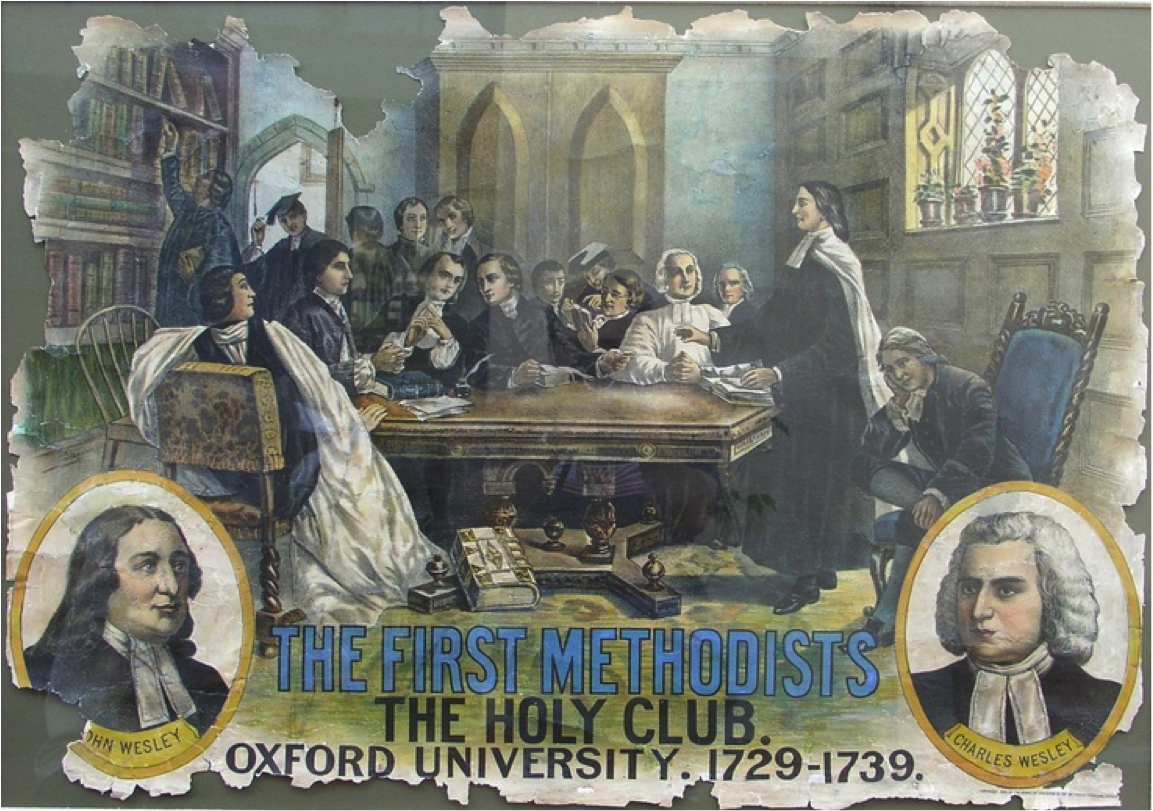 THE FIRST METHODISTS
THE HOLY CLUB.
OXFORD UNIVERSITY. 1729-1739.
OHN WESLEY
CHARLES WESLEY